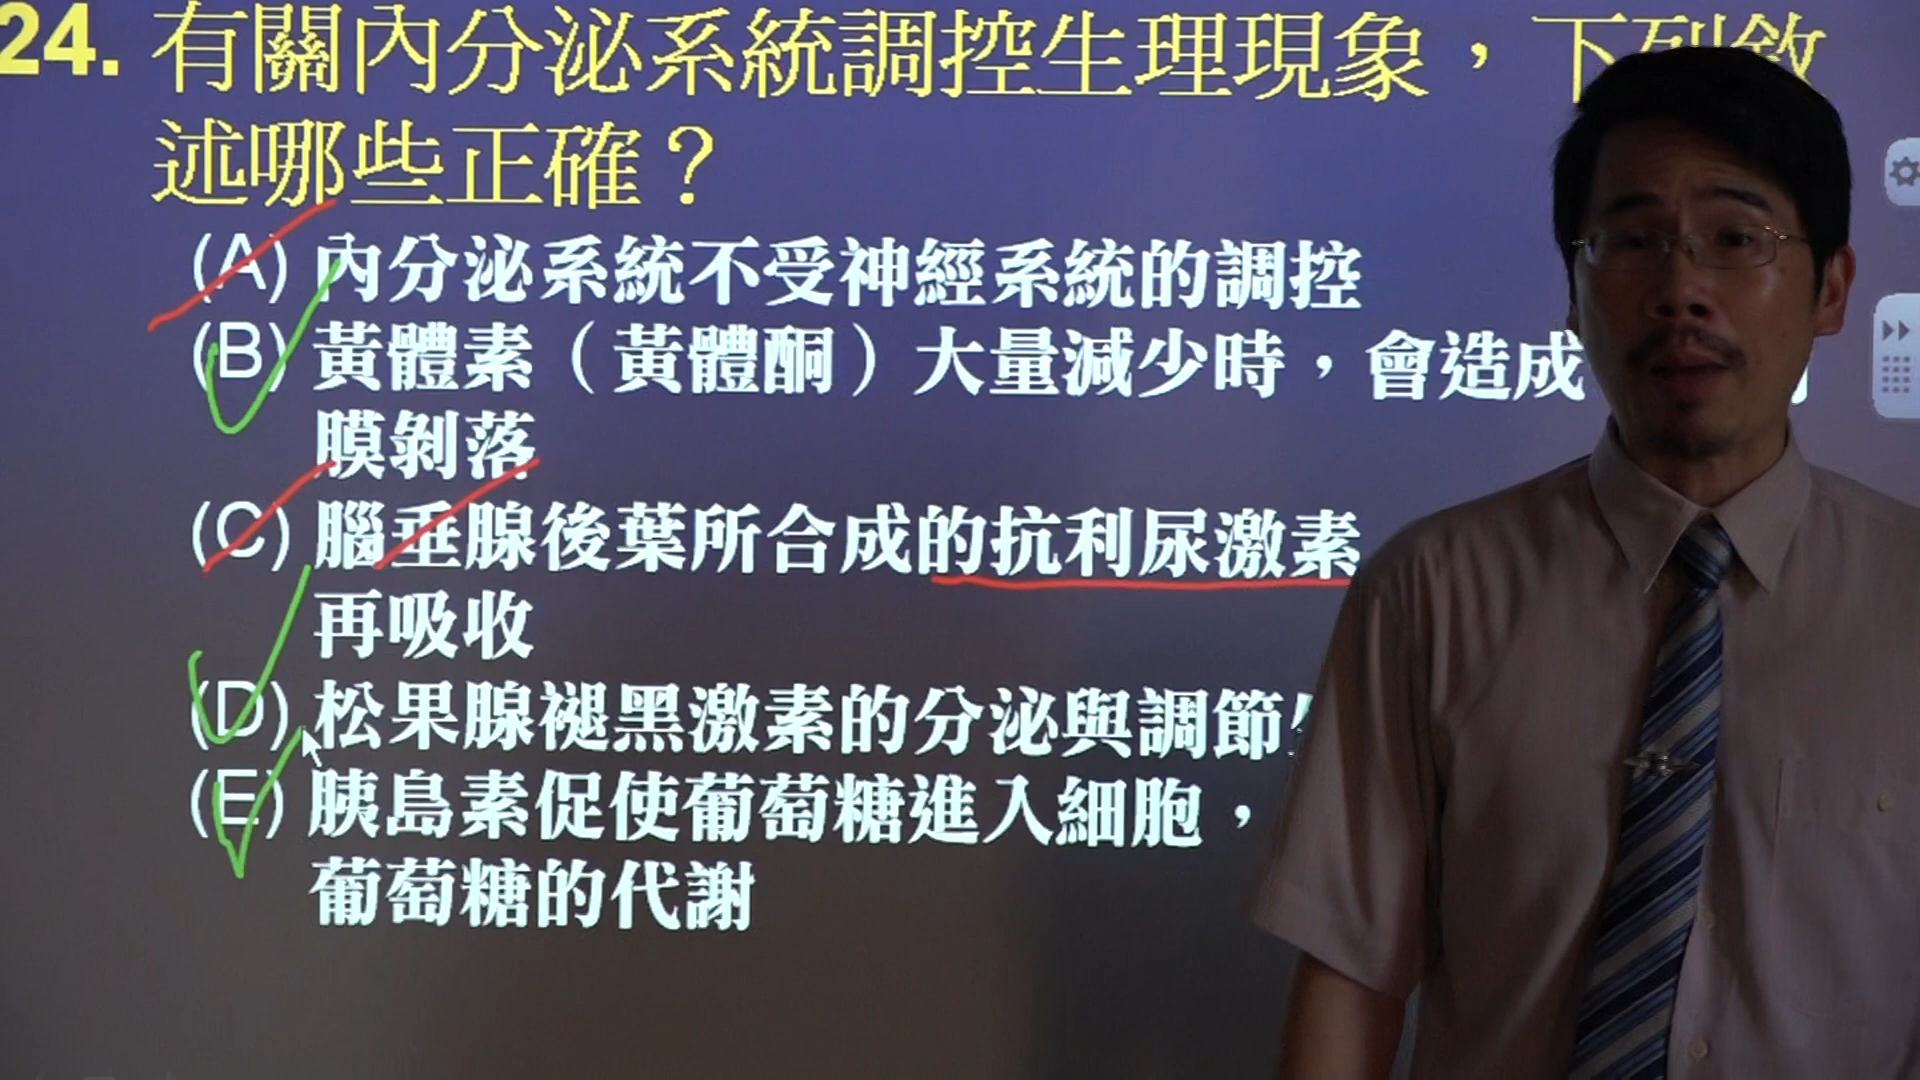 24. 有關內分泌系統調控生理現象，下列敘
述哪些正確？
(A) 內分泌系統不受神經系統的調控
(B) 黃體素（黃體酮）大量減少時，會造成
膜剝落
(C) 腦垂腺後葉所合成的抗利尿激素
再吸收
(D) 松果腺褪黑激素的分泌與調節
(E) 胰島素促使葡萄糖進入細胞，
葡萄糖的代謝